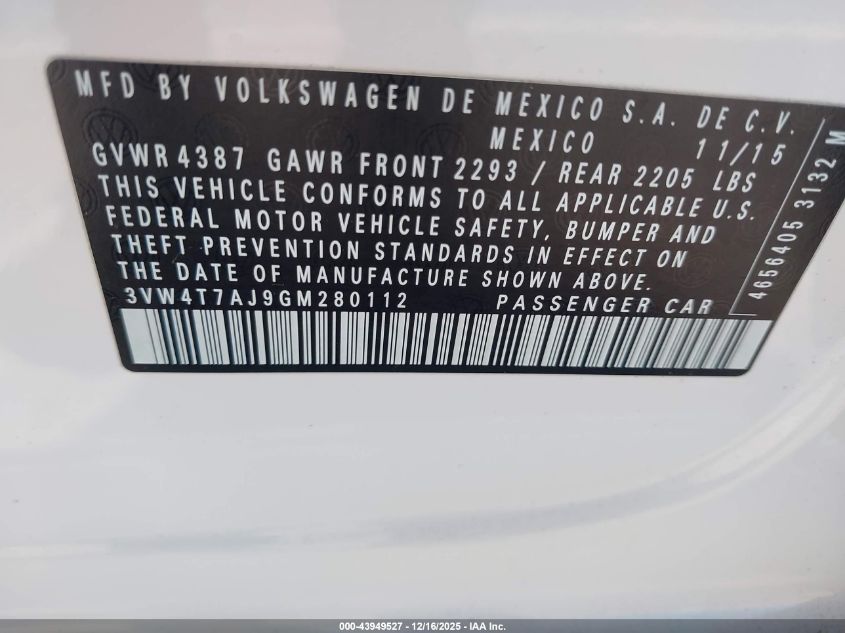 MFD BY VOLKSWAGEN DE MEXICO S.A. DE C.V.
MEXICO 11/15
GVWR 4387 GAWR FRONT 2293 / REAR 2205 LBS
THIS VEHICLE CONFORMS TO ALL APPLICABLE U.S.
FEDERAL MOTOR VEHICLE SAFETY, BUMPER AND
THEFT PREVENTION STANDARDS IN EFFECT ON
THE DATE OF MANUFACTURE SHOWN ABOVE.
3VW4T7AJ9GM280112 PASSENGER CAR
4656405 3132 M
000-43949527 - 12/16/2025 - IAA Inc.